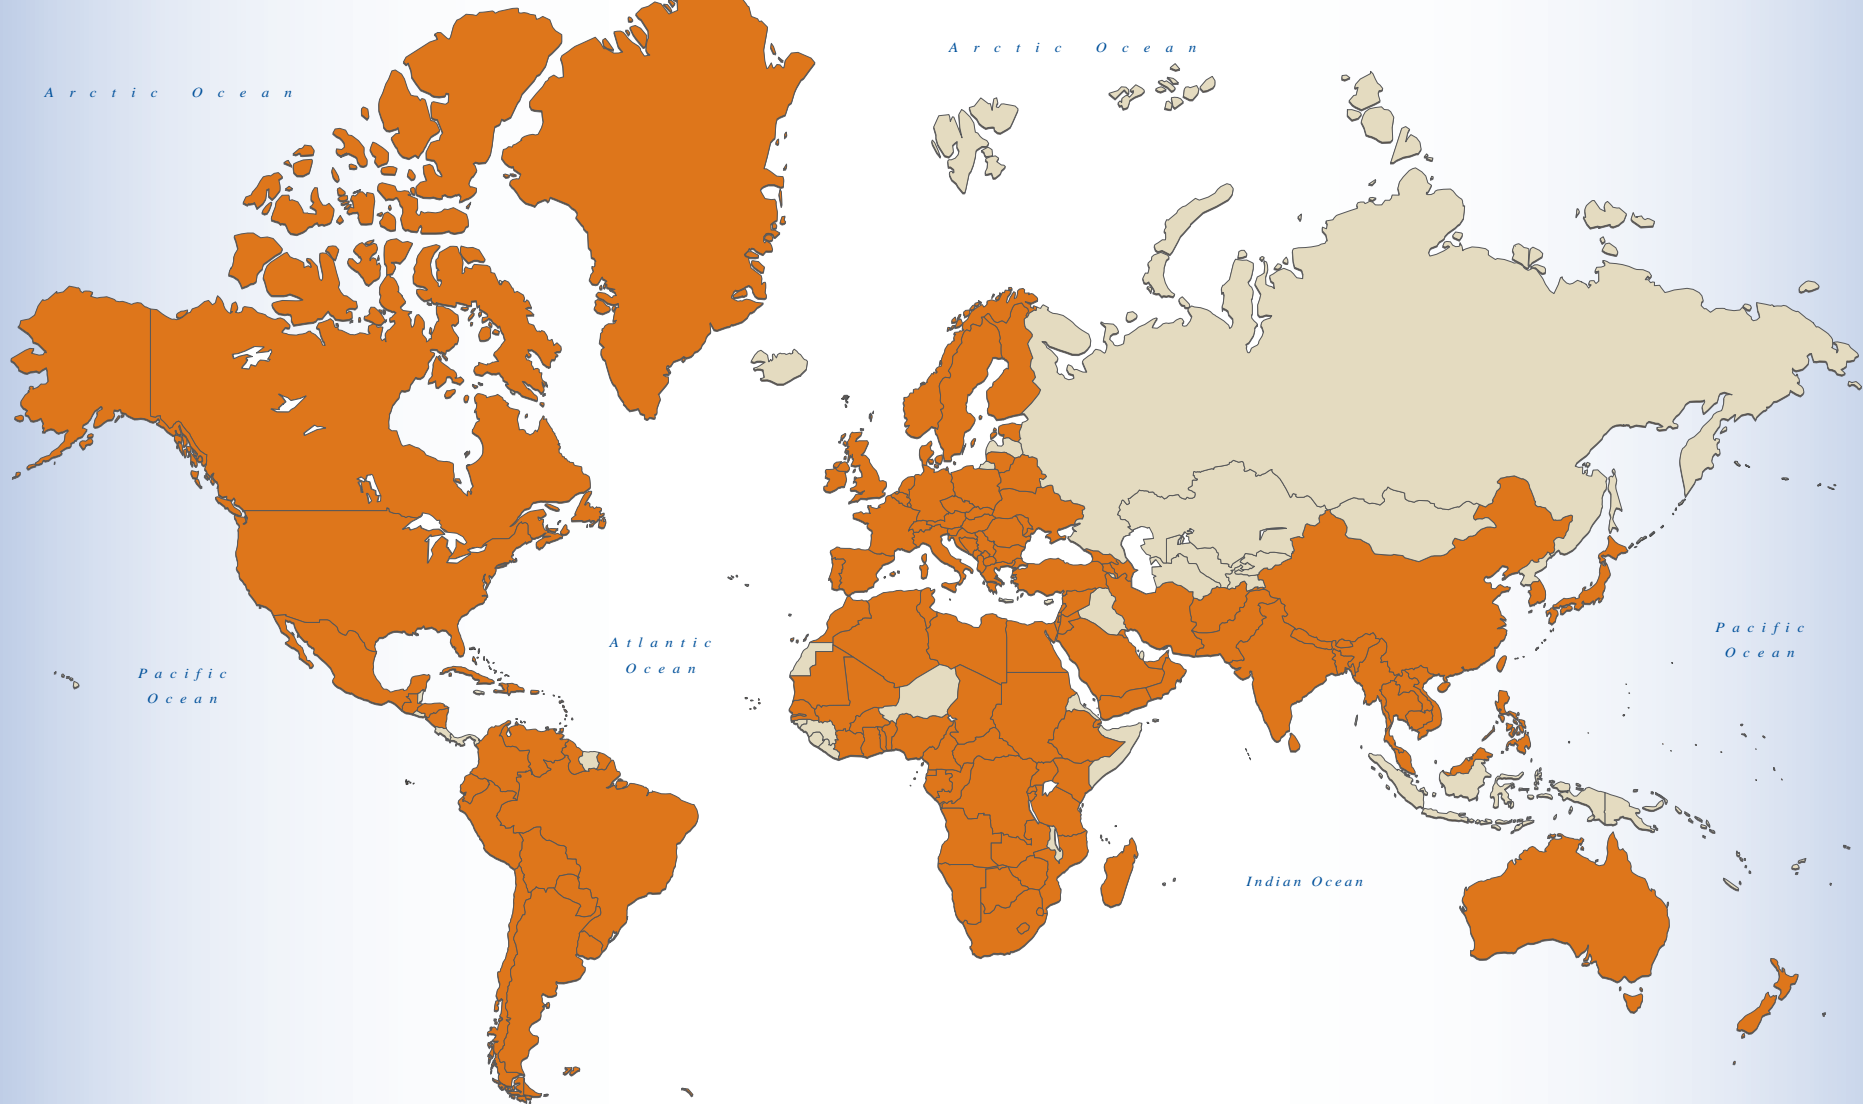 Arctic Ocean
Arctic Ocean
Atlantic
Ocean
Pacific
Ocean
Pacific
Ocean
Indian Ocean